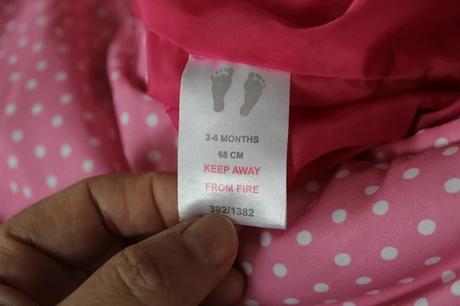 3-6 MONTHS
68 CM
KEEP AWAY
FROM FIRE
392/1382